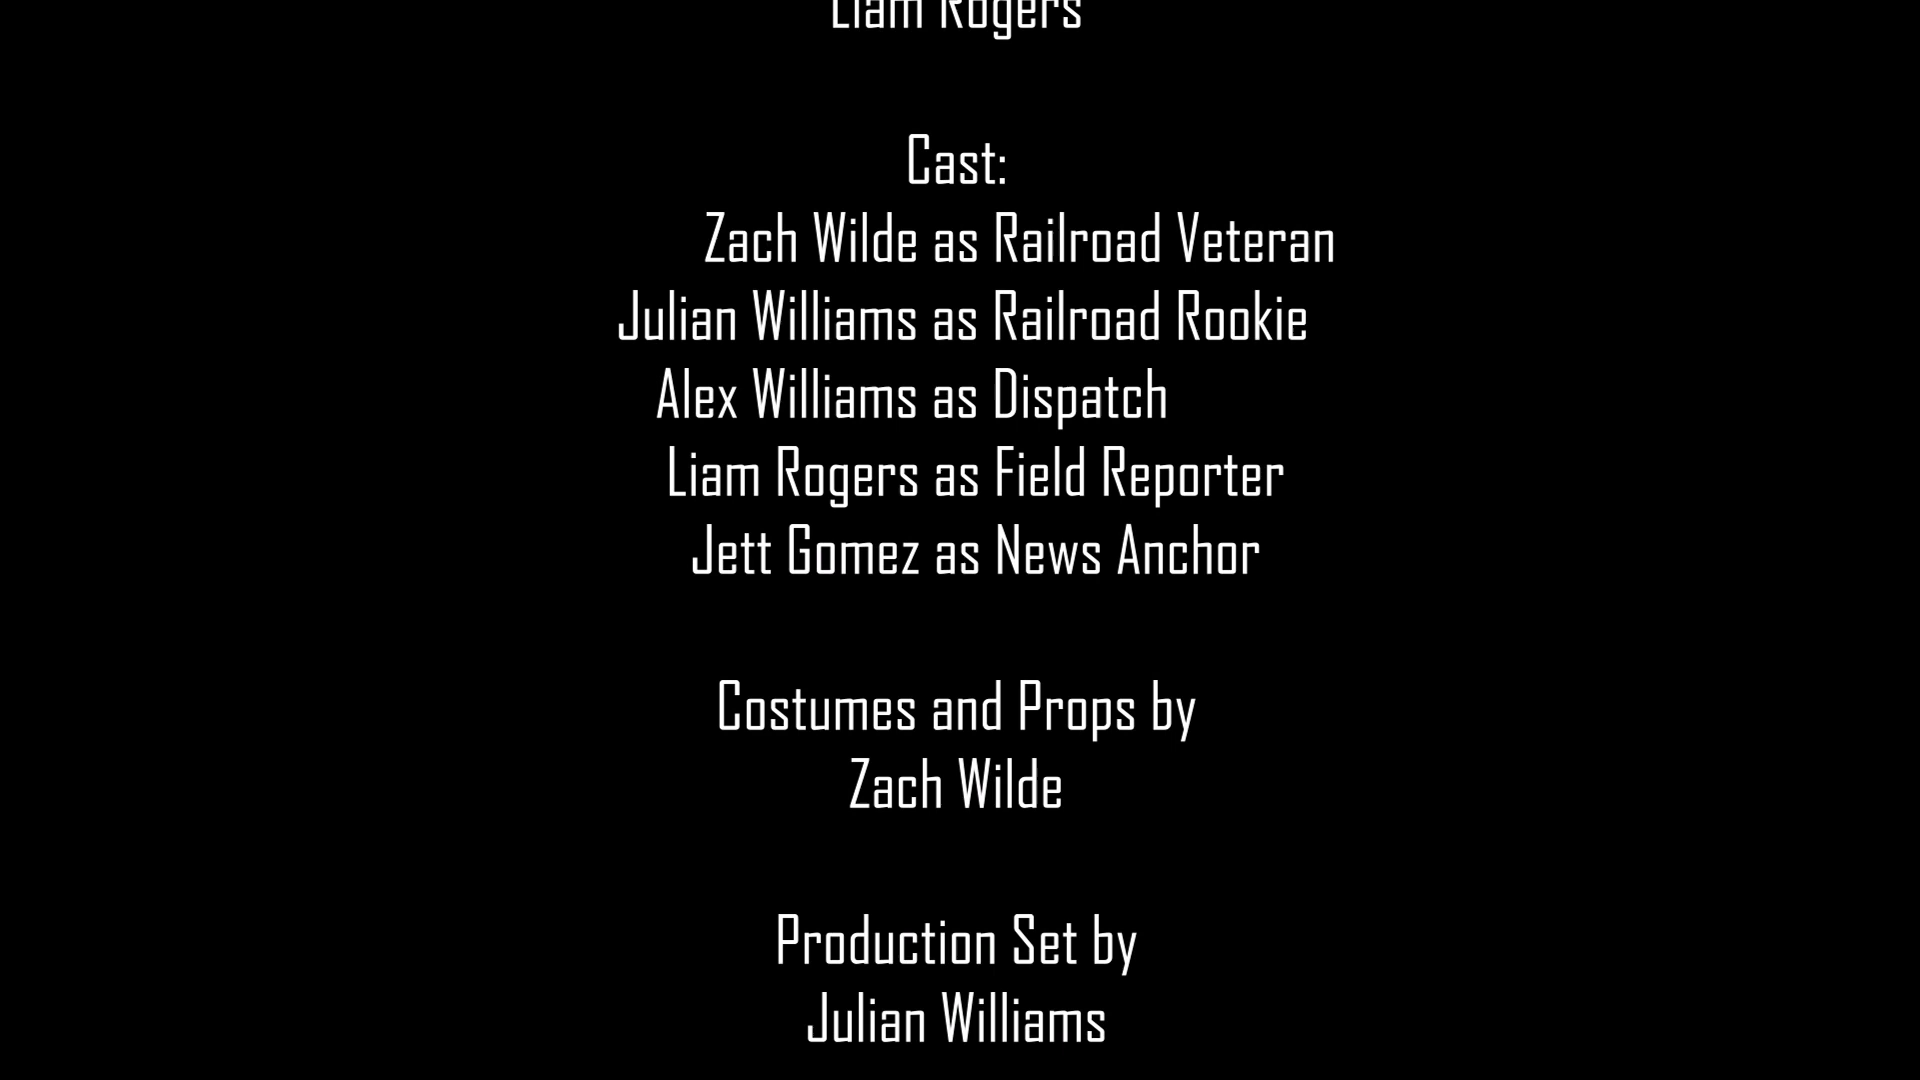 Liam Rogers
Cast:
Zach Wilde as Railroad Veteran
Julian Williams as Railroad Rookie
Alex Williams as Dispatch
Liam Rogers as Field Reporter
Jett Gomez as News Anchor
Costumes and Props by
Zach Wilde
Production Set by
Julian Williams